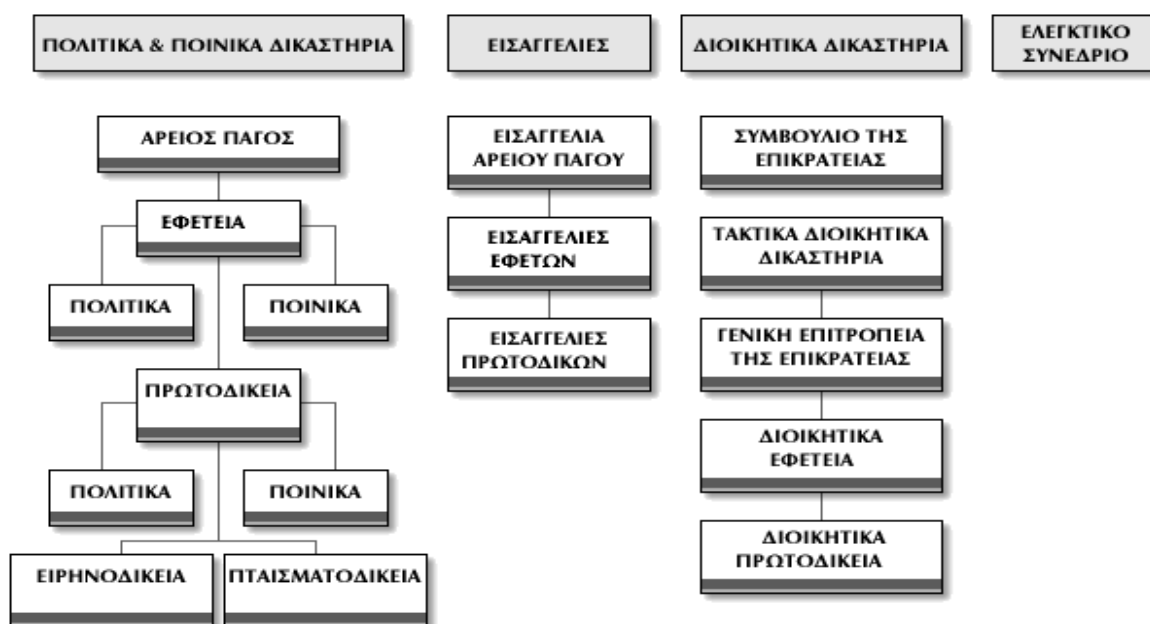 ΠΟΛΙΤΙΚΑ & ΠΟΙΝΙΚΑ ΔΙΚΑΣΤΗΡΙΑ
ΑΡΕΙΟΣ ΠΑΓΟΣ
ΕΦΕΤΕΙΑ
ΠΟΛΙΤΙΚΑ
ΠΟΙΝΙΚΑ
ΠΡΩΤΟΔΙΚΕΙΑ
ΠΟΛΙΤΙΚΑ
ΠΟΙΝΙΚΑ
ΕΙΡΗΝΟΔΙΚΕΙΑ
ΠΤΑΙΣΜΑΤΟΔΙΚΕΙΑ
ΕΙΣΑΓΓΕΛΙΕΣ
ΕΙΣΑΓΓΕΛΙΑ
ΑΡΕΙΟΥ ΠΑΓΟΥ
ΕΙΣΑΓΓΕΛΙΕΣ
ΕΦΕΤΩΝ
ΕΙΣΑΓΓΕΛΙΕΣ
ΠΡΩΤΟΔΙΚΩΝ
ΔΙΟΙΚΗΤΙΚΑ ΔΙΚΑΣΤΗΡΙΑ
ΣΥΜΒΟΥΛΙΟ ΤΗΣ
ΕΠΙΚΡΑΤΕΙΑΣ
ΤΑΚΤΙΚΑ ΔΙΟΙΚΗΤΙΚΑ
ΔΙΚΑΣΤΗΡΙΑ
ΓΕΝΙΚΗ ΕΠΙΤΡΟΠΕΙΑ
ΤΗΣ ΕΠΙΚΡΑΤΕΙΑΣ
ΔΙΟΙΚΗΤΙΚΑ
ΕΦΕΤΕΙΑ
ΔΙΟΙΚΗΤΙΚΑ
ΠΡΩΤΟΔΙΚΕΙΑ
ΕΛΕΓΚΤΙΚΟ
ΣΥΝΕΔΡΙΟ